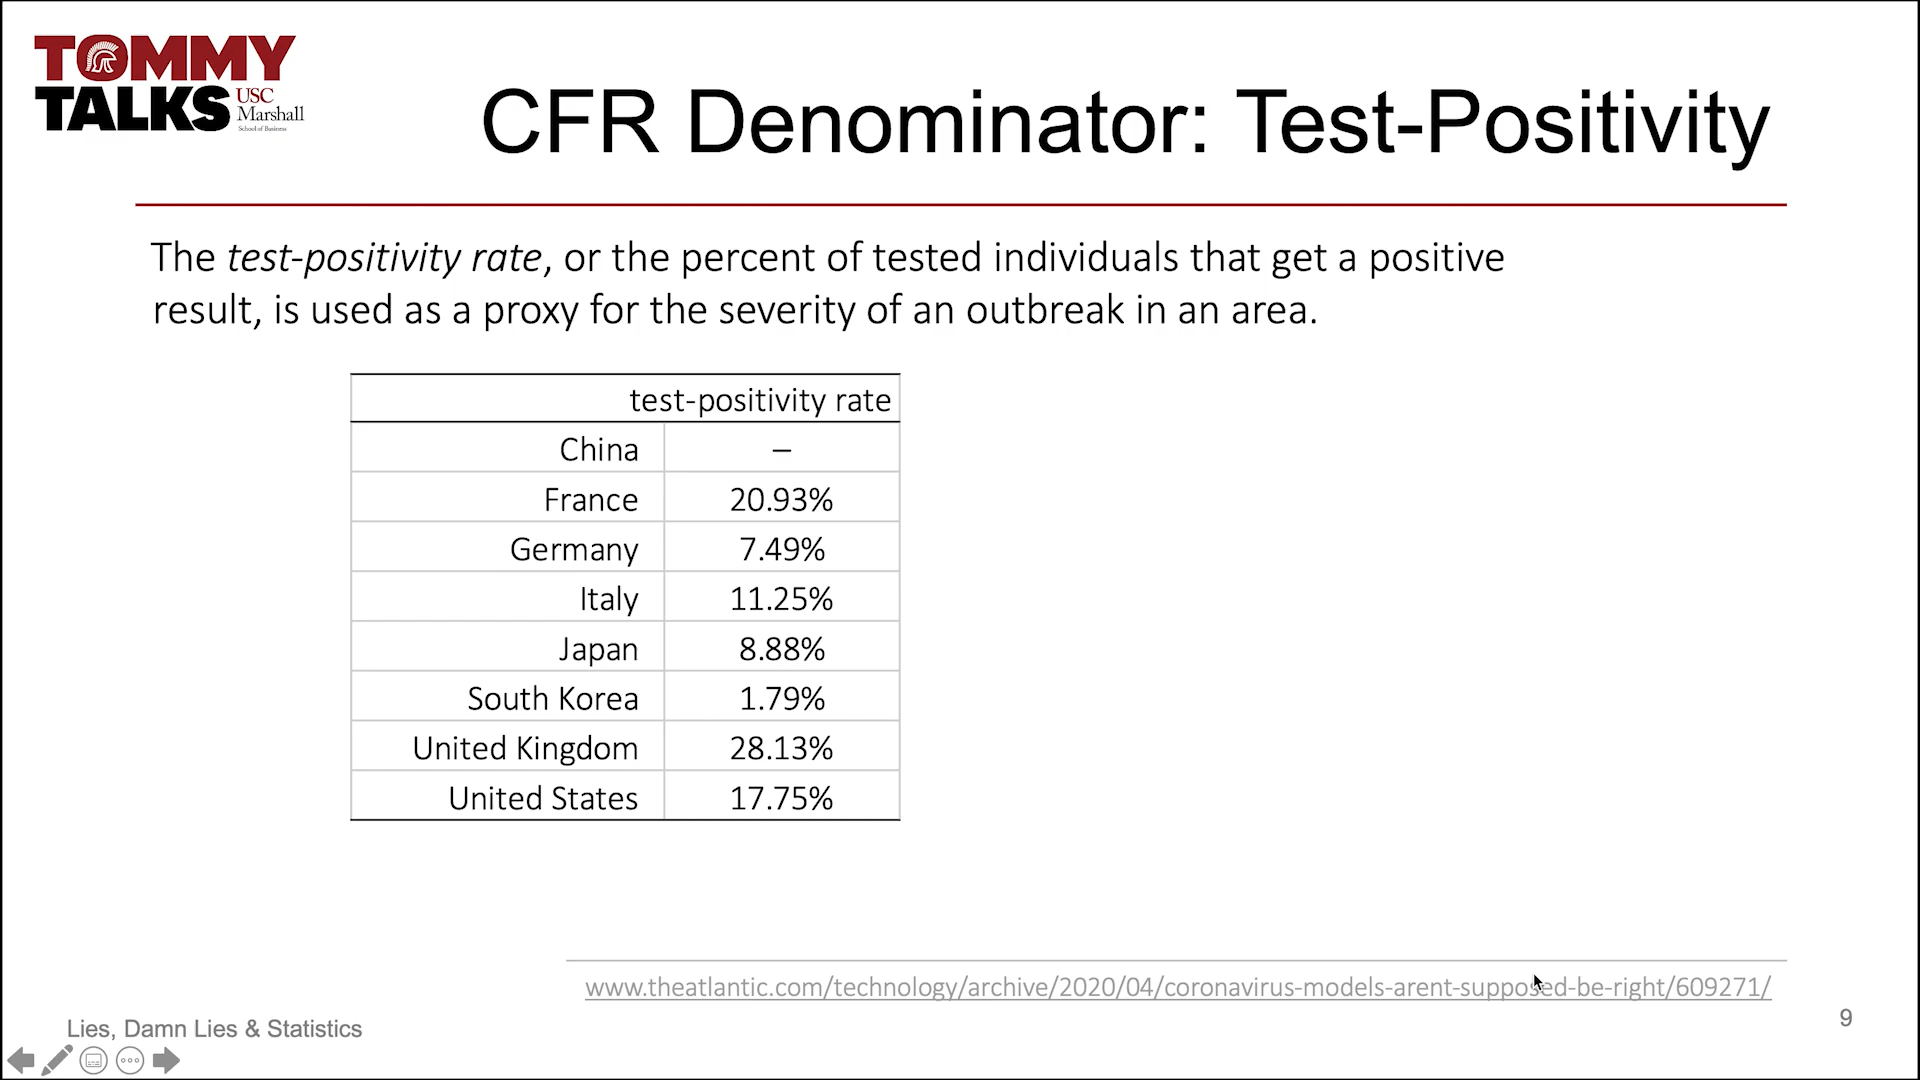 TOMMY
TALKS
USC
Marshall
School of Business
CFR Denominator: Test-Positivity
The test-positivity rate, or the percent of tested individuals that get a positive
result, is used as a proxy for the severity of an outbreak in an area.
test-positivity rate
China –
France 20.93%
Germany 7.49%
Italy 11.25%
Japan 8.88%
South Korea 1.79%
United Kingdom 28.13%
United States 17.75%
www.theatlantic.com/technology/archive/2020/04/coronavirus-models-arent-supposed-be-right/609271/
Lies, Damn Lies & Statistics
9